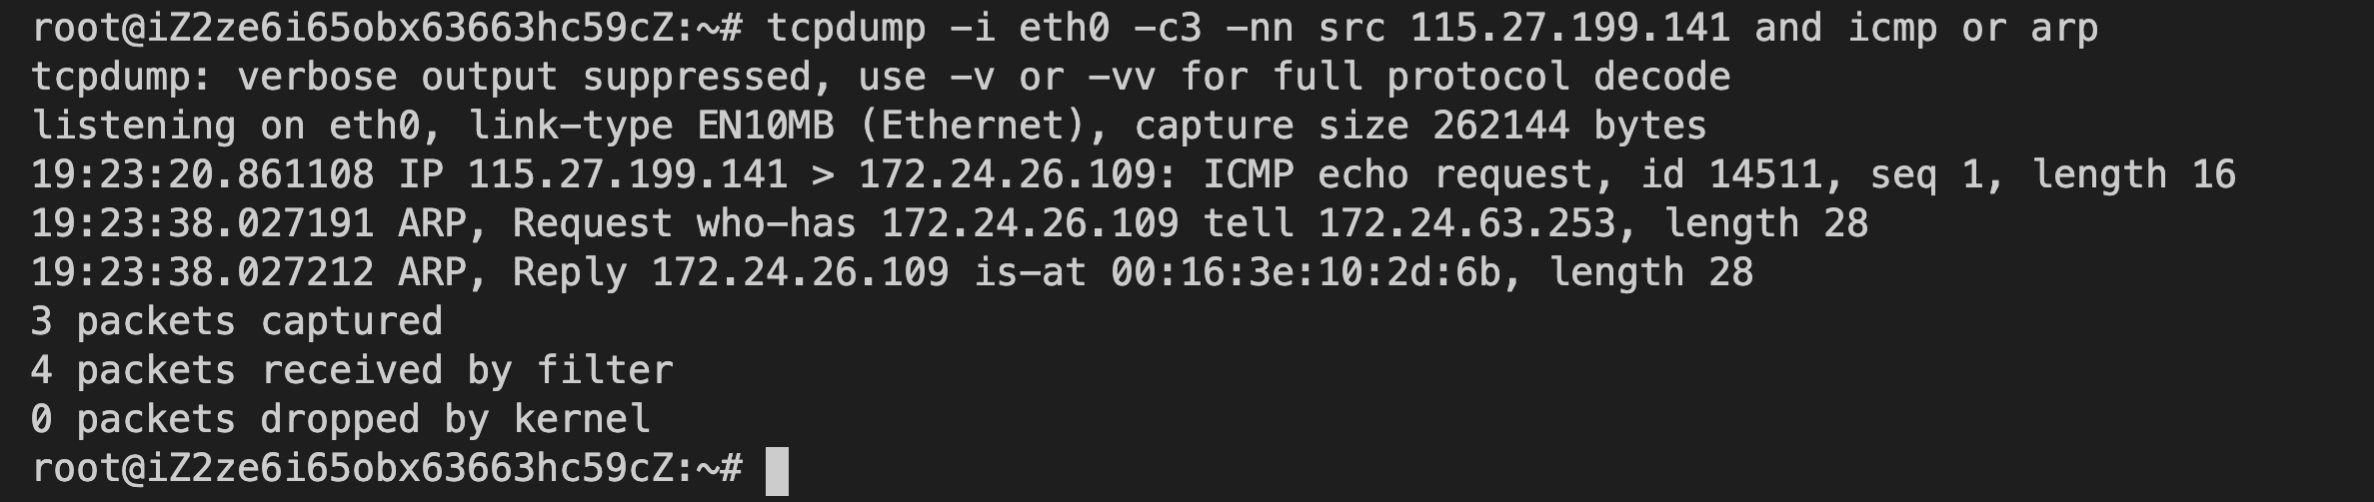 root@iZ2ze6i65obx63663hc59cZ:~# tcpdump -i eth0 -c3 -nn src 115.27.199.141 and icmp or arp
tcpdump: verbose output suppressed, use -v or -vv for full protocol decode
listening on eth0, link-type EN10MB (Ethernet), capture size 262144 bytes
19:23:20.861108 IP 115.27.199.141 > 172.24.26.109: ICMP echo request, id 14511, seq 1, length 16
19:23:38.027191 ARP, Request who-has 172.24.26.109 tell 172.24.63.253, length 28
19:23:38.027212 ARP, Reply 172.24.26.109 is-at 00:16:3e:10:2d:6b, length 28
3 packets captured
4 packets received by filter
0 packets dropped by kernel
root@iZ2ze6i65obx63663hc59cZ:~#